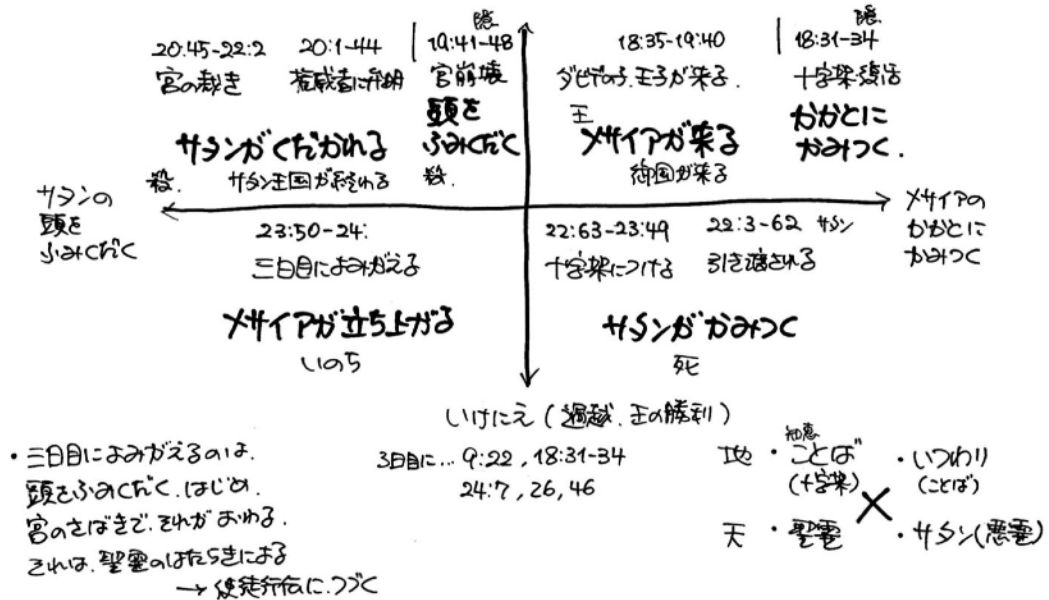 隠
隠
20:45-22:2 20:1-44 19:41-48 18:35-19:40 18:31-34
宮の裁き 惑者に弁明 宮崩壊 ダビデの子、王子が来る. 十字架・復活
王
頭を
ふみくだく
かかとに
かみつく.
サタンがくだかれる メサイアが来る
殺. サタン王国が終わる 殺. 御国が来る
サタンの
頭を
ふみくだく
メサイアの
かかとに
かみつく
23:50-24: 22:63-23:49 22:3-62 サタン
三日目によみがえる 十字架につける 引き渡される
メサイアが立ち上がる サタンがかみつく
いのち 死
いけにえ (過越、王の勝利)
・三日目によみがえるのは、
頭をふみくだく、はじめ、
宮のさばきで、それがおわる.
それは、聖霊のはたらきによる
→ 使徒行伝に、つづく
3日目に… 9:22, 18:31-34
24:7, 26, 46
知恵
地 ・ことば ・いつわり
(十字架) (ことば)
×
天 ・聖霊 ・サタン(悪霊)